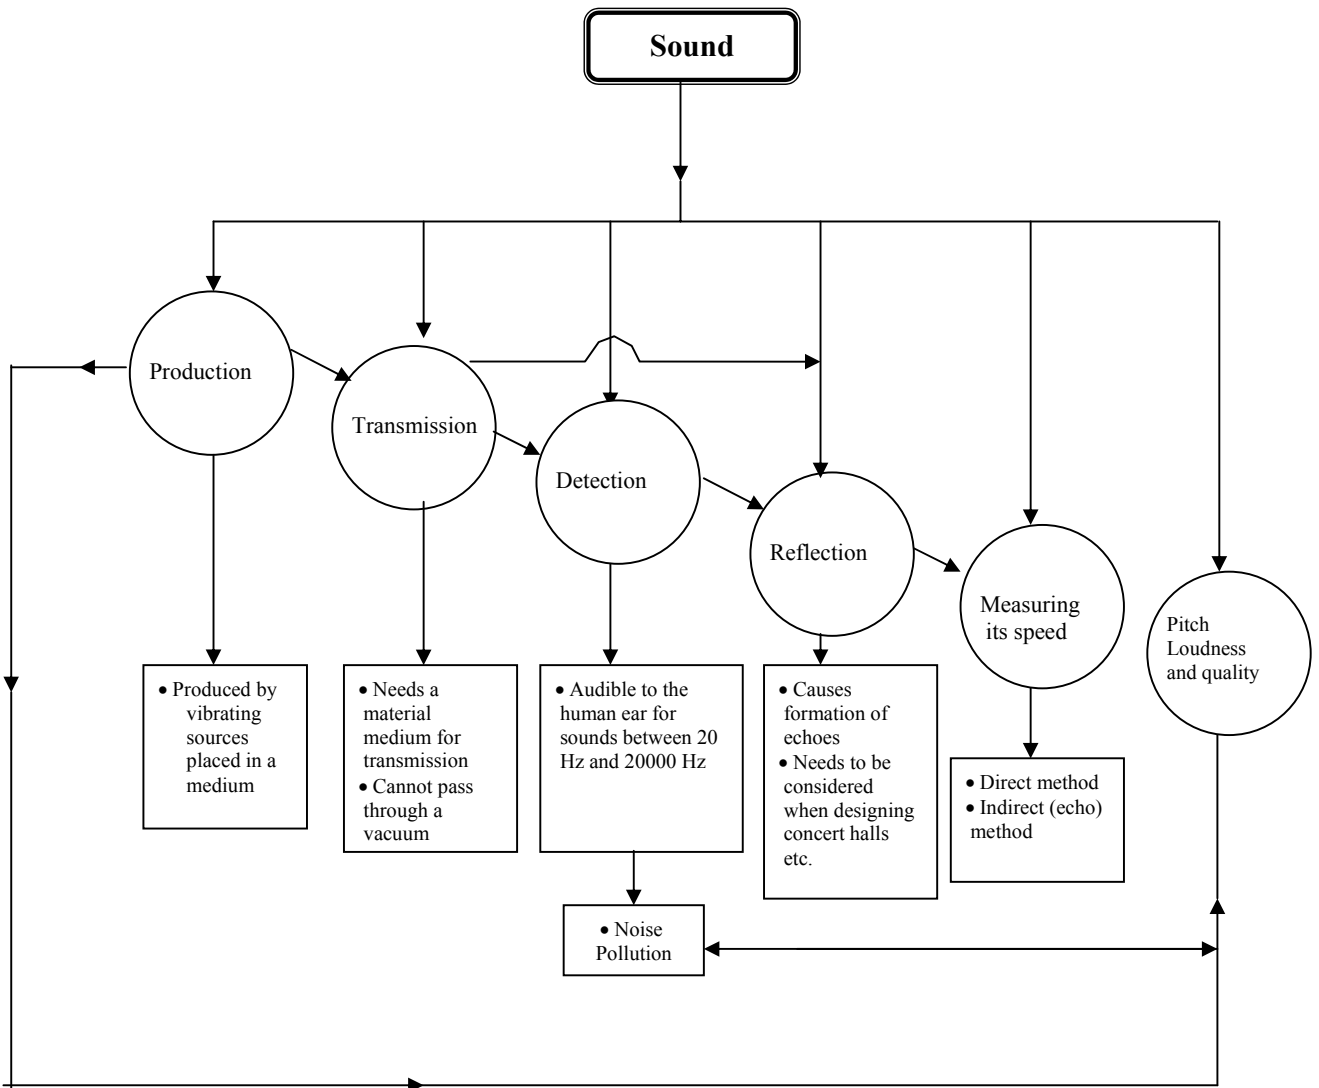 Sound
Production
Transmission
Detection
Reflection
Measuring
its speed
Pitch
Loudness
and quality
• Produced by
vibrating
sources
placed in a
medium
• Needs a
material
medium for
transmission
• Cannot pass
through a
vacuum
• Audible to the
human ear for
sounds between 20
Hz and 20000 Hz
• Causes
formation of
echoes
• Needs to be
considered
when designing
concert halls
etc.
• Direct method
• Indirect (echo)
method
• Noise
Pollution